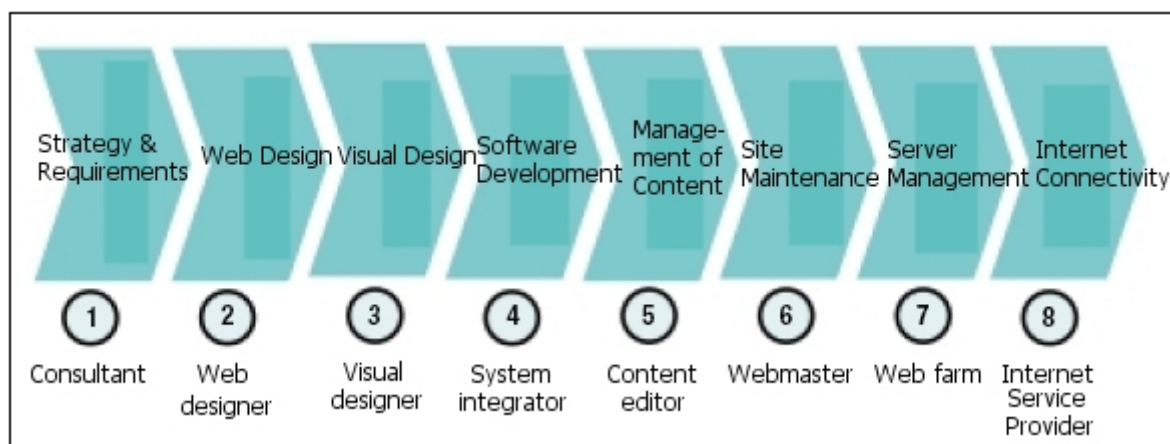 Strategy &
Requirements
Web Design
Visual Design
Software
Development
Manage-
ment of
Content
Site
Maintenance
Server
Management
Internet
Connectivity
1
2
3
4
5
6
7
8
Consultant
Web
designer
Visual
designer
System
integrator
Content
editor
Webmaster
Web farm
Internet
Service
Provider